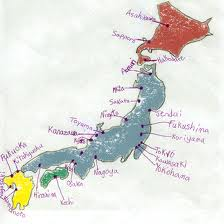 Asahikawa
Sapporo
Hakodate
Aomori
Akita
Sakata
Sendai
Niigata
Fukushima
Toyama
Koriyama
Kanazawa
Tokyo
Kawasaki
Yokohama
Fukuoka
Kitakyushu
Nagoya
Osaka
Hiroshima
Kochi